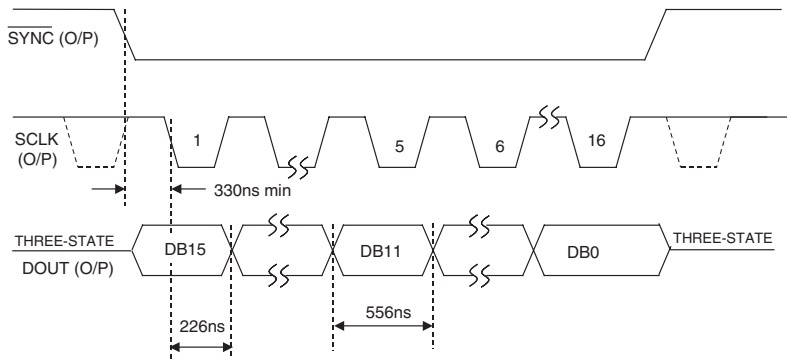 SYNC (O/P)
SCLK
(O/P)
1
5
6
16
330ns min
THREE-STATE
DOUT (O/P)
DB15
DB11
DB0
THREE-STATE
226ns
556ns